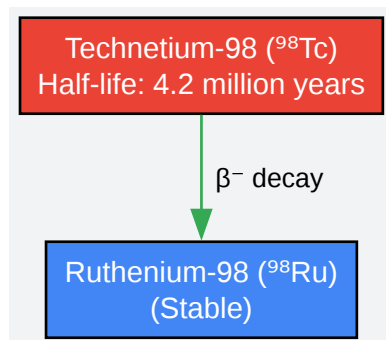 Technetium-98 (⁹⁸Tc)
Half-life: 4.2 million years
β⁻ decay
Ruthenium-98 (⁹⁸Ru)
(Stable)